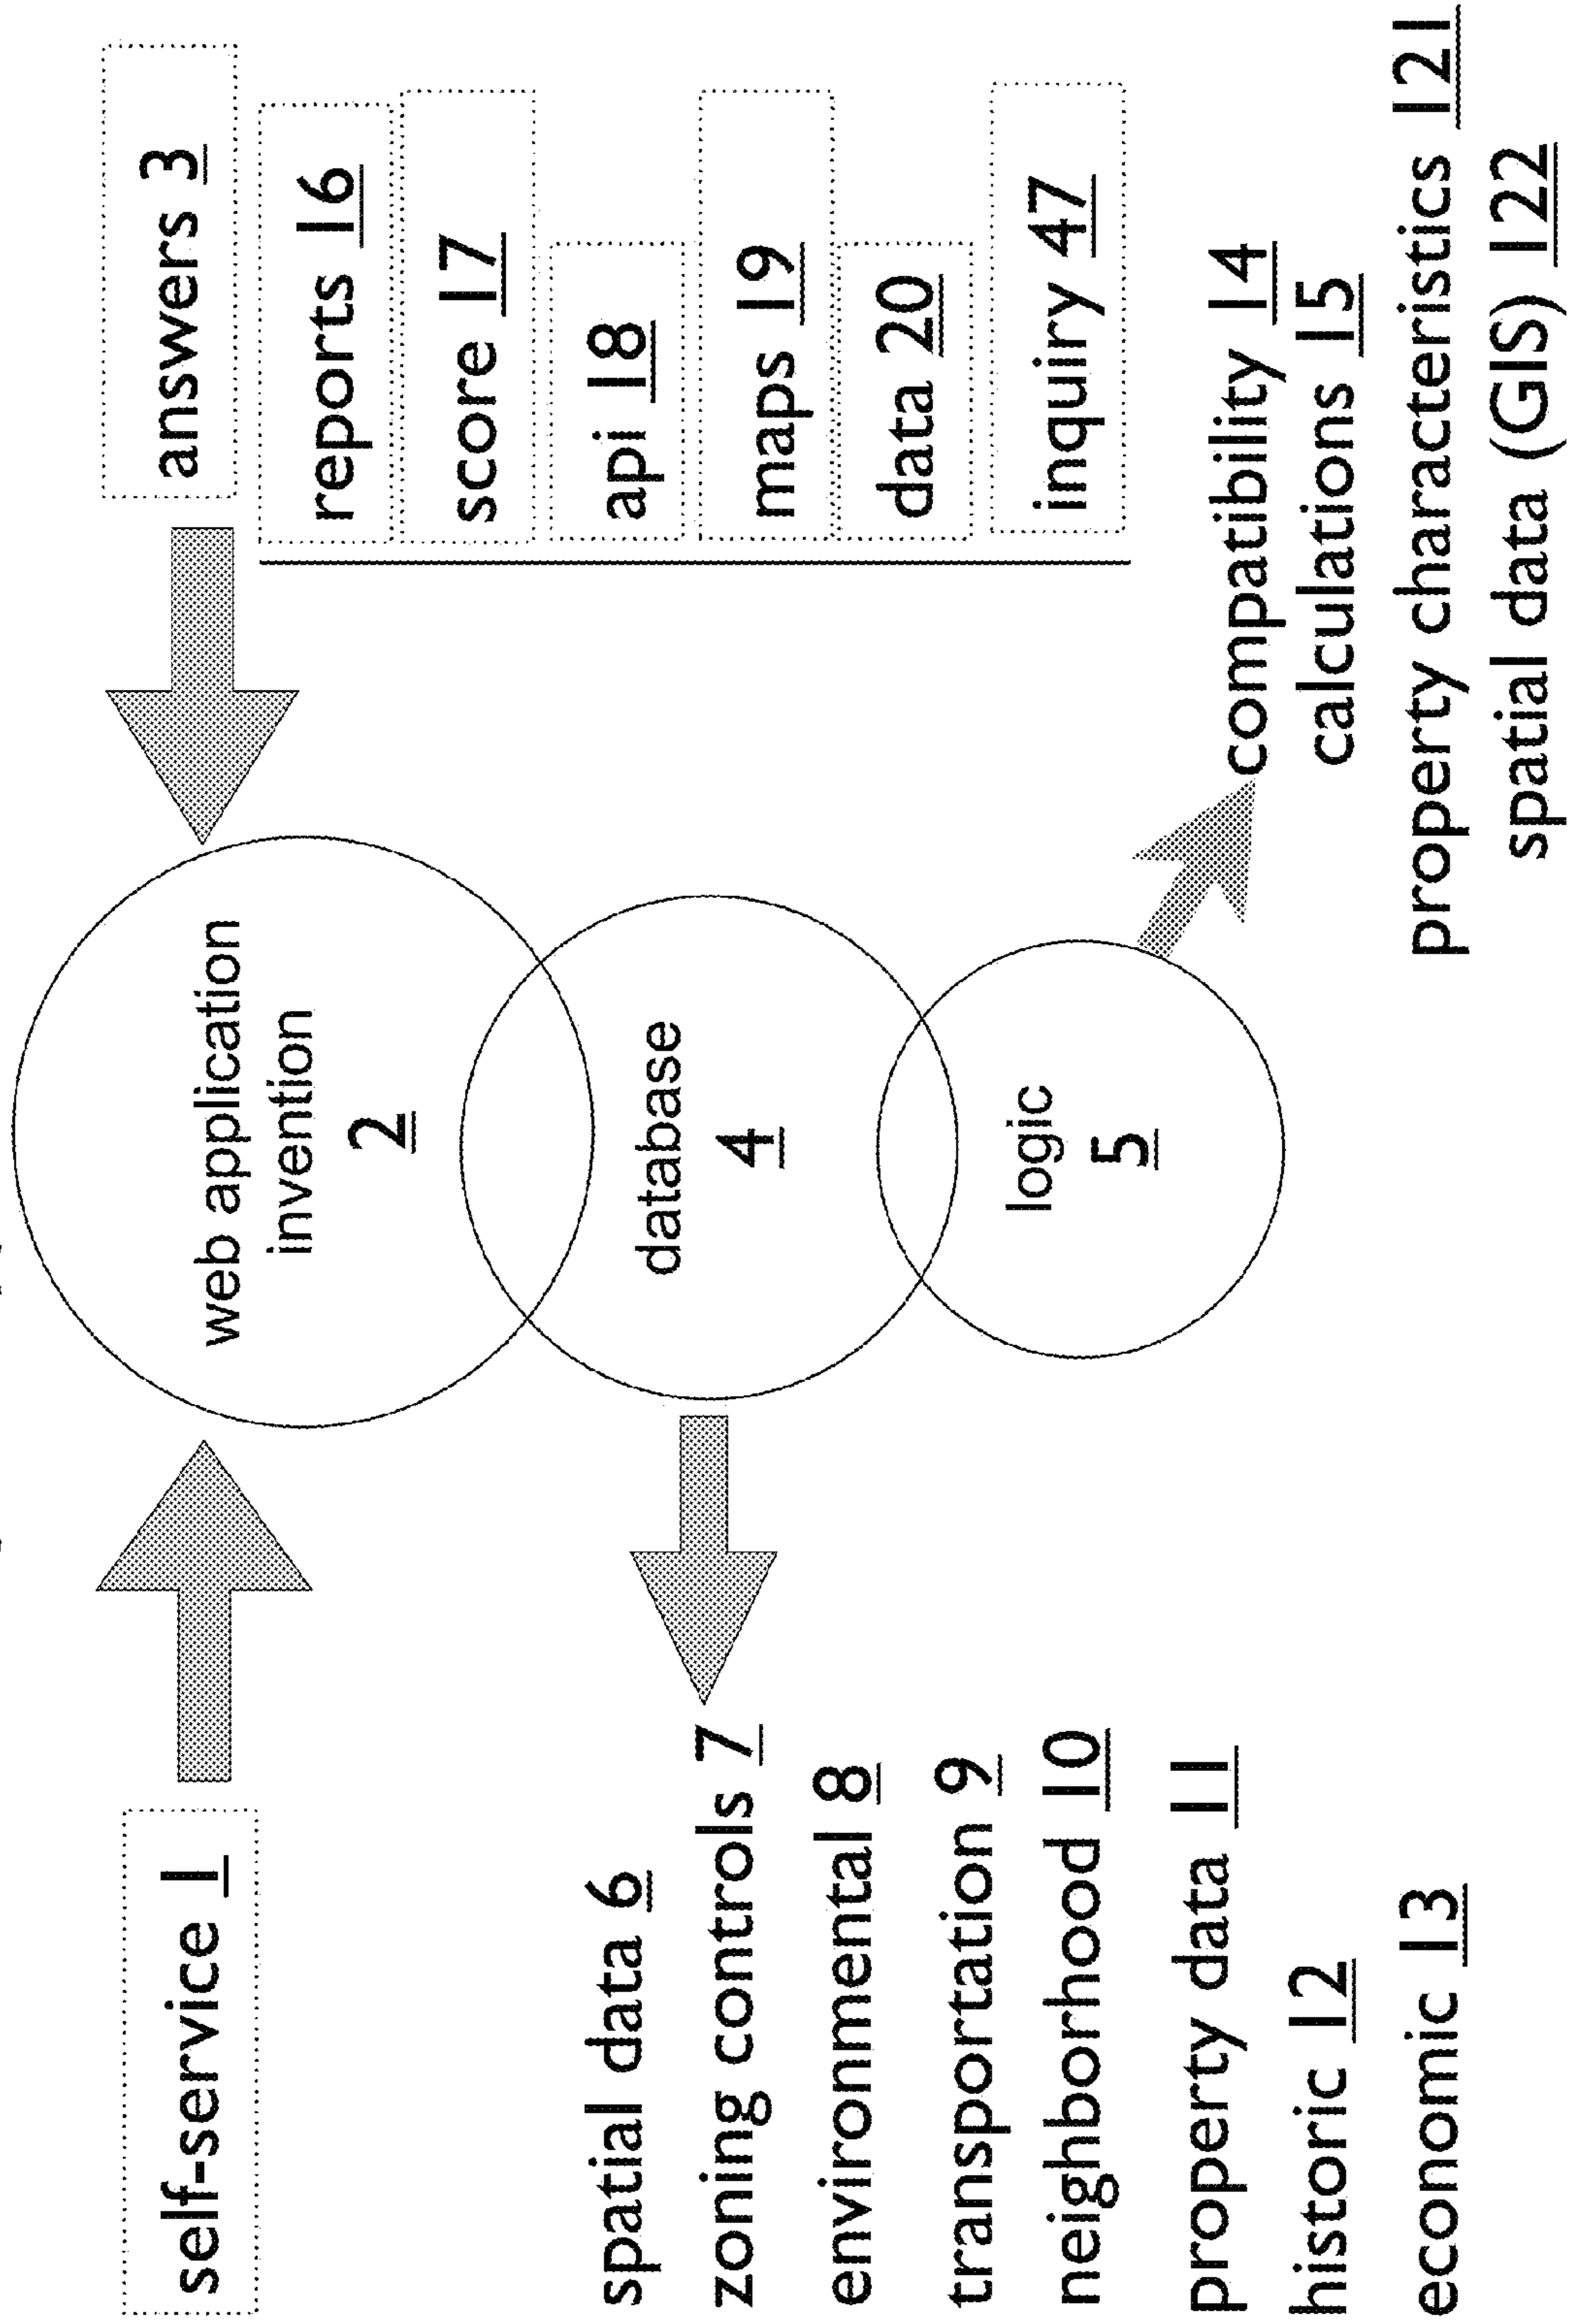 self-service 1
web application
invention
2
answers 3
reports 16
score 17
api 18
maps 19
data 20
inquiry 47
database
4
logic
5
spatial data 6
zoning controls 7
environmental 8
transportation 9
neighborhood 10
property data 11
historic 12
economic 13
compatibility 14
calculations 15
property characteristics 121
spatial data (GIS) 122